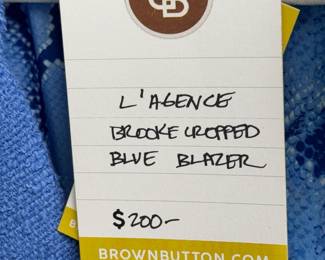 L'AGENCE
BROOKE CROPPED
BLUE BLAZER
$200-
BROWNBUTTON.COM